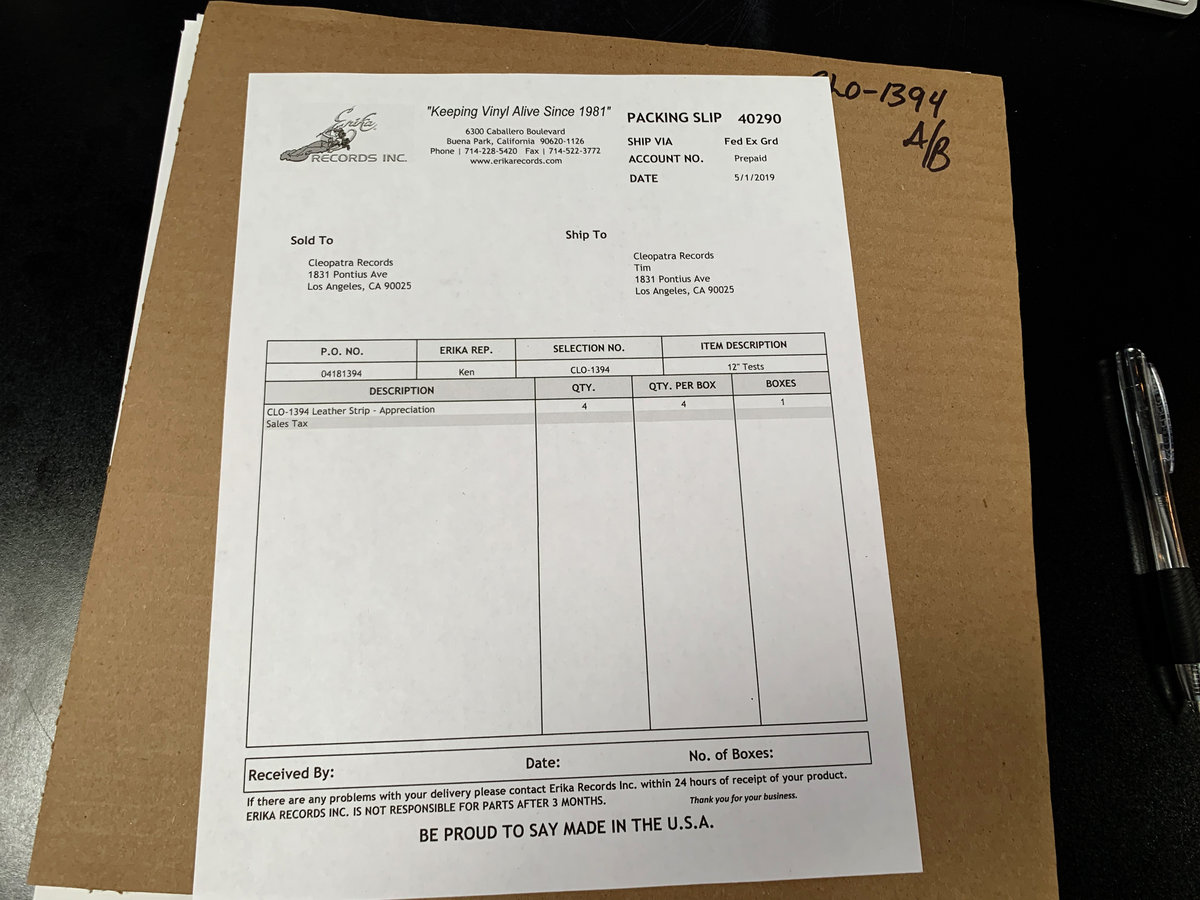 Erika
RECORDS INC.
"Keeping Vinyl Alive Since 1981"
6300 Caballero Boulevard
Buena Park, California 90620-1126
Phone | 714-228-5420 Fax | 714-522-3772
www.erikarecords.com
PACKING SLIP 40290
SHIP VIA Fed Ex Grd
ACCOUNT NO. Prepaid
DATE 5/1/2019
CLO-1394
A/B
Sold To
Cleopatra Records
1831 Pontius Ave
Los Angeles, CA 90025
Ship To
Cleopatra Records
Tim
1831 Pontius Ave
Los Angeles, CA 90025
P.O. NO. ERIKA REP. SELECTION NO. ITEM DESCRIPTION
04181394 Ken CLO-1394 12" Tests
DESCRIPTION QTY. QTY. PER BOX BOXES
CLO-1394 Leather Strip - Appreciation 4 4 1
Sales Tax
Received By: Date: No. of Boxes:
If there are any problems with your delivery please contact Erika Records Inc. within 24 hours of receipt of your product.
ERIKA RECORDS INC. IS NOT RESPONSIBLE FOR PARTS AFTER 3 MONTHS. Thank you for your business.
BE PROUD TO SAY MADE IN THE U.S.A.